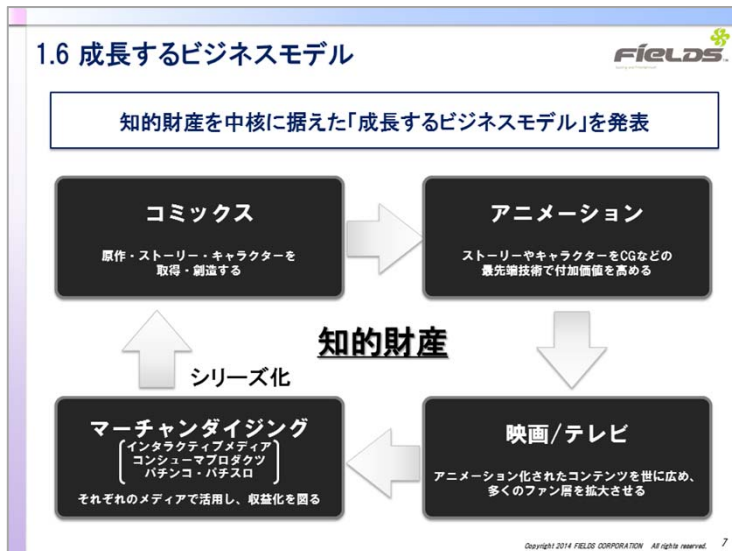 1.6 成長するビジネスモデル
FIELDS
知的財産を中核に据えた「成長するビジネスモデル」を発表
コミックス
原作・ストーリー・キャラクターを
取得・創造する
アニメーション
ストーリーやキャラクターをCGなどの
最先端技術で付加価値を高める
知的財産
シリーズ化
マーチャンダイジング
インタラクティブメディア
コンシューマプロダクツ
パチンコ・パチスロ
それぞれのメディアで活用し、収益化を図る
映画/テレビ
アニメーション化されたコンテンツを世に広め、
多くのファン層を拡大させる
Copyright 2014 FIELDS CORPORATION All rights reserved.
7